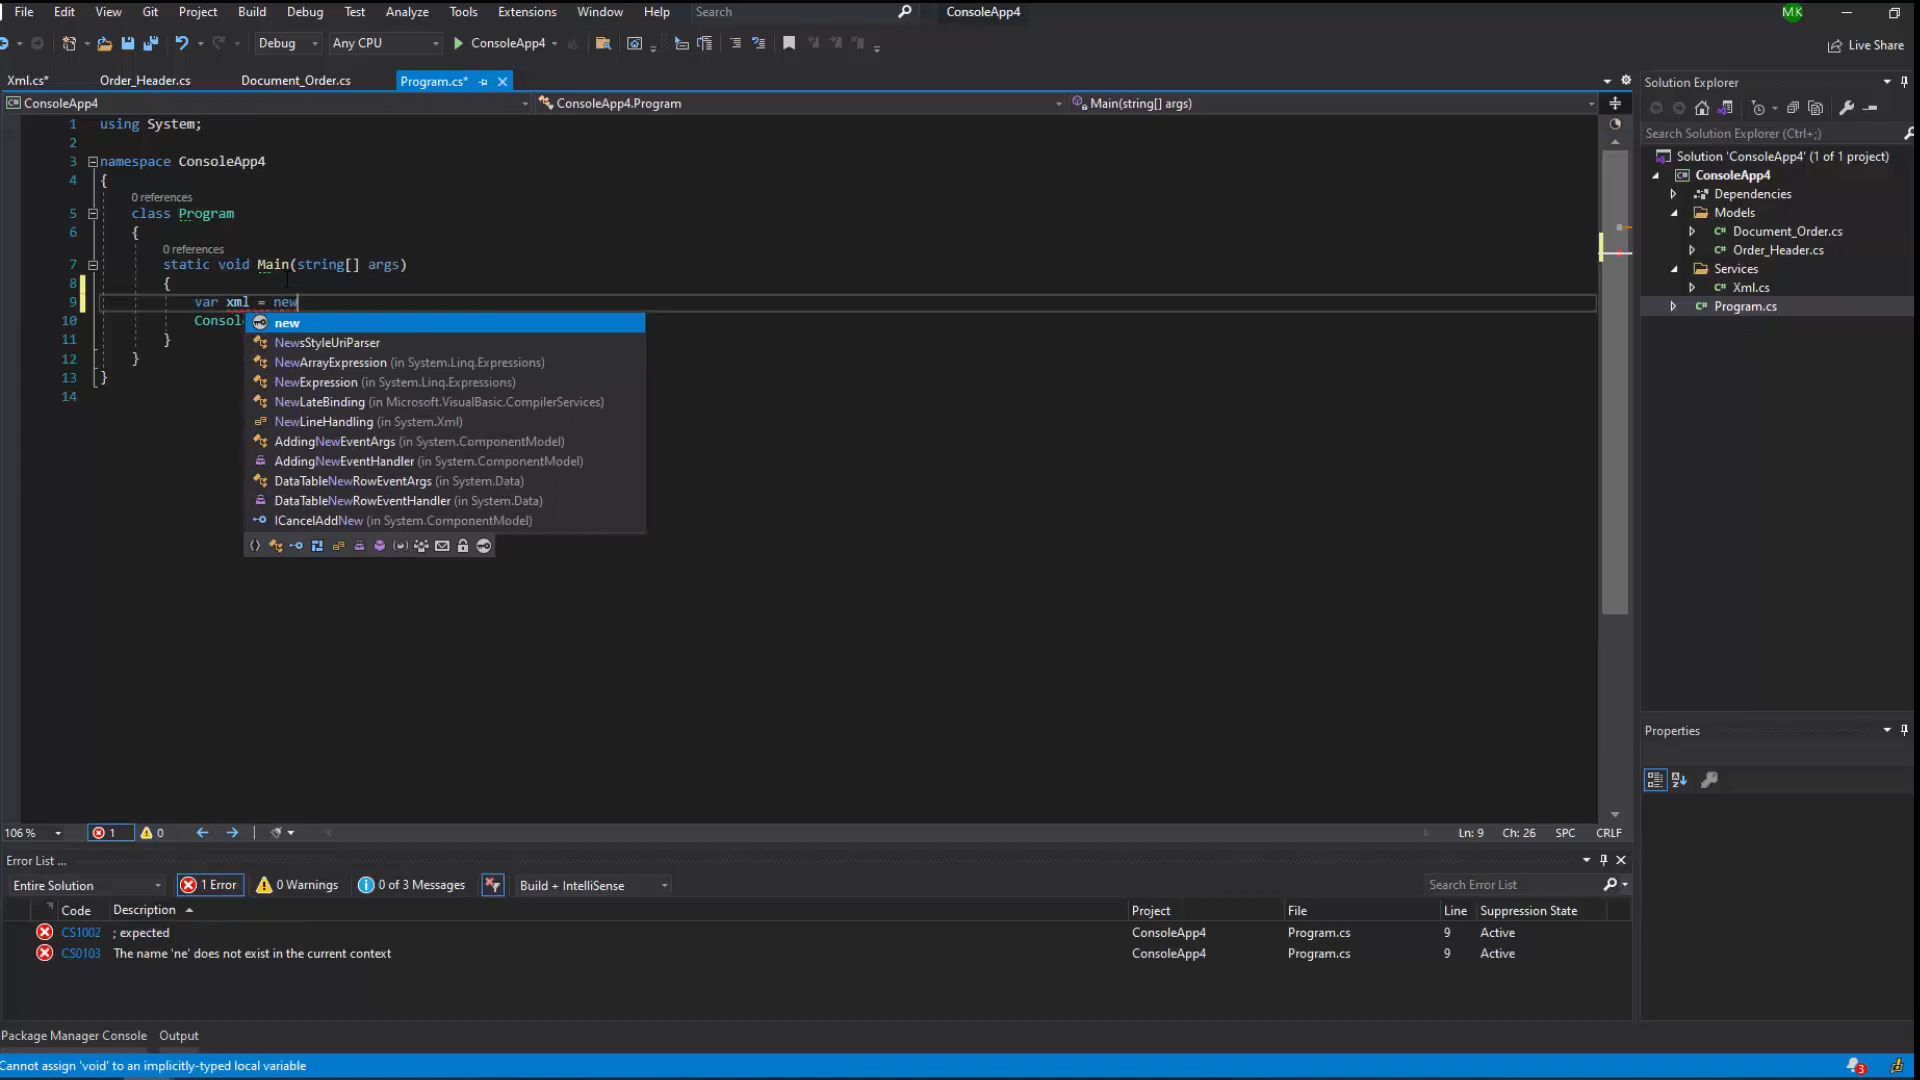 File Edit View Git Project Build Debug Test Analyze Tools Extensions Window Help Search ConsoleApp4 MK
Debug Any CPU ConsoleApp4 Live Share
Xml.cs* Order_Header.cs Document_Order.cs Program.cs*
ConsoleApp4 ConsoleApp4.Program Main(string[] args)
1 using System;
2
3 namespace ConsoleApp4
4 {
0 references
5 class Program
6 {
0 references
7 static void Main(string[] args)
8 {
9 var xml = new
10 Consol
11 }
12 }
13 }
14
new
NewsStyleUriParser
NewArrayExpression (in System.Linq.Expressions)
NewExpression (in System.Linq.Expressions)
NewLateBinding (in Microsoft.VisualBasic.CompilerServices)
NewLineHandling (in System.Xml)
AddingNewEventArgs (in System.ComponentModel)
AddingNewEventHandler (in System.ComponentModel)
DataTableNewRowEventArgs (in System.Data)
DataTableNewRowEventHandler (in System.Data)
ICancelAddNew (in System.ComponentModel)
106 % 1 0 Ln: 9 Ch: 26 SPC CRLF
Solution Explorer
Search Solution Explorer (Ctrl+;)
Solution 'ConsoleApp4' (1 of 1 project)
ConsoleApp4
Dependencies
Models
Document_Order.cs
Order_Header.cs
Services
Xml.cs
Program.cs
Properties
Error List ...
Entire Solution 1 Error 0 Warnings 0 of 3 Messages Build + IntelliSense Search Error List
Code Description Project File Line Suppression State
CS1002 ; expected ConsoleApp4 Program.cs 9 Active
CS0103 The name 'ne' does not exist in the current context ConsoleApp4 Program.cs 9 Active
Package Manager Console Output
Cannot assign 'void' to an implicitly-typed local variable 3